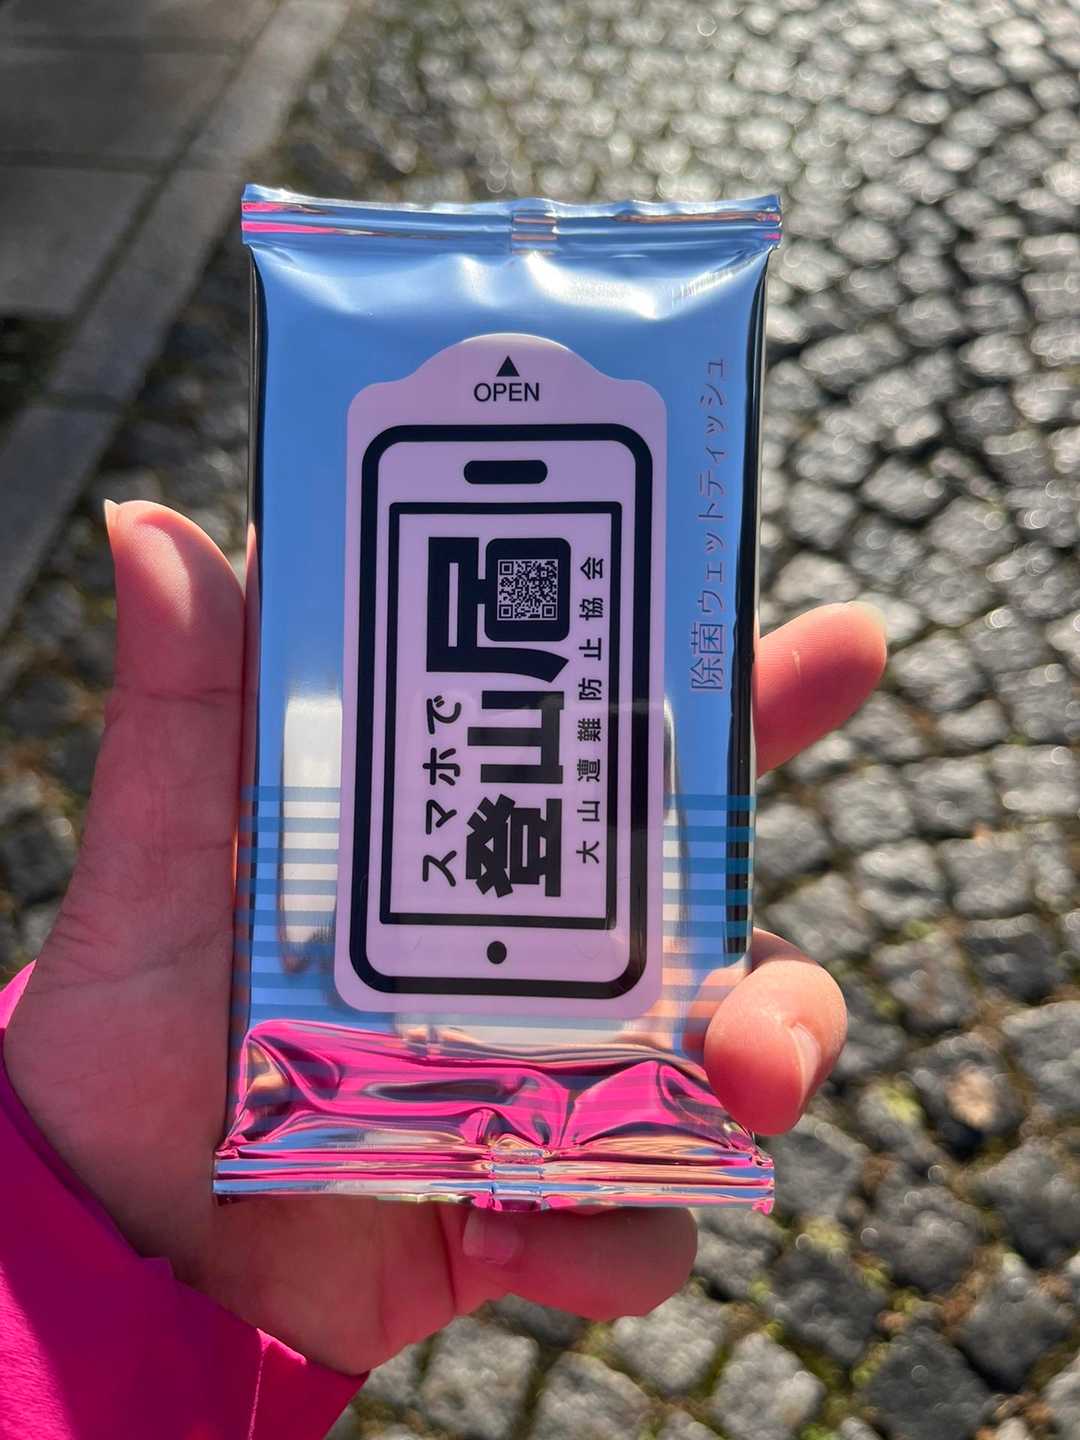 OPEN
スマホで
登山届
大山遭難防止協会
除菌ウェットティッシュ